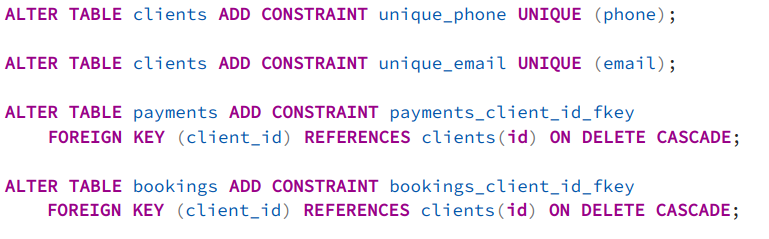 ALTER TABLE clients ADD CONSTRAINT unique_phone UNIQUE (phone);
ALTER TABLE clients ADD CONSTRAINT unique_email UNIQUE (email);
ALTER TABLE payments ADD CONSTRAINT payments_client_id_fkey
FOREIGN KEY (client_id) REFERENCES clients(id) ON DELETE CASCADE;
ALTER TABLE bookings ADD CONSTRAINT bookings_client_id_fkey
FOREIGN KEY (client_id) REFERENCES clients(id) ON DELETE CASCADE;